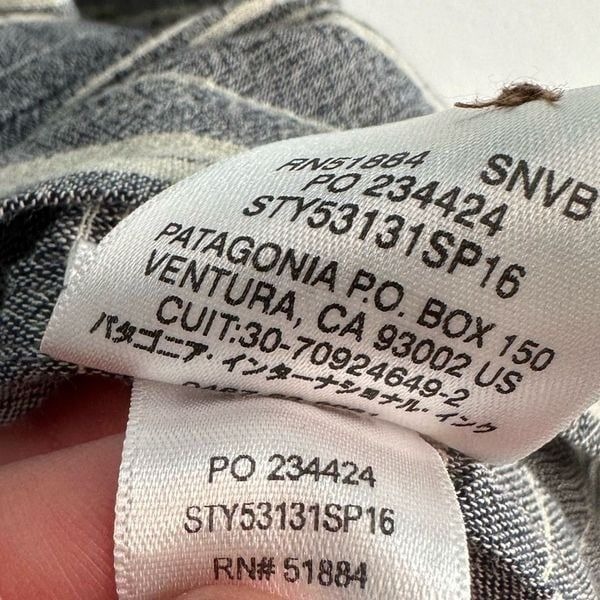 RN51884 SNVB
PO 234424
STY53131SP16
PATAGONIA P.O. BOX 150
VENTURA, CA 93002 US
CUIT:30-70924649-2
パタゴニア・インターナショナル・インク
PO 234424
STY53131SP16
RN# 51884